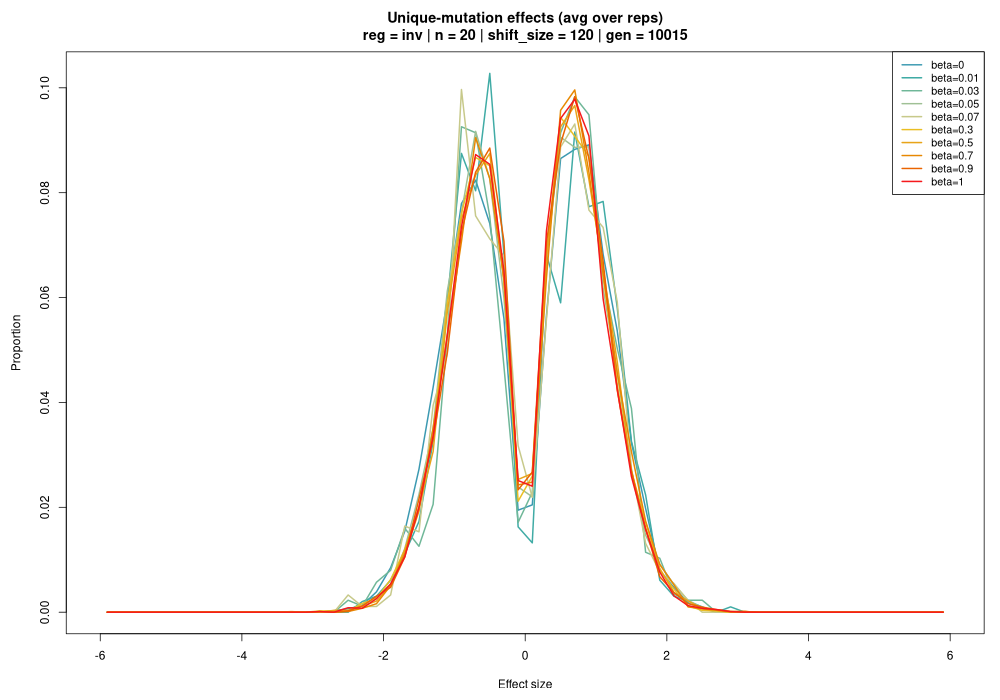 Unique-mutation effects (avg over reps)
reg = inv | n = 20 | shift_size = 120 | gen = 10015
beta=0
beta=0.01
beta=0.03
beta=0.05
beta=0.07
beta=0.3
beta=0.5
beta=0.7
beta=0.9
beta=1
Proportion
0.10
0.08
0.06
0.04
0.02
0.00
-6
-4
-2
0
2
4
6
Effect size